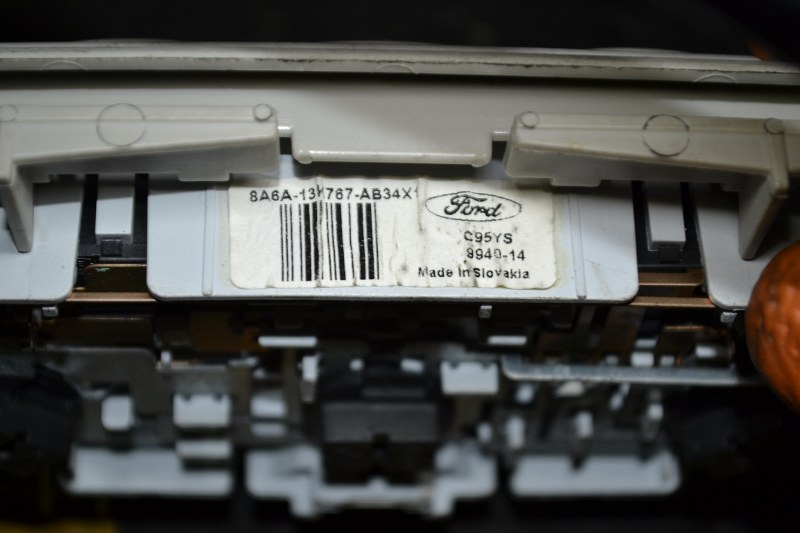 8A6A-13K767-AB34X1
Ford
C95YS
8940-14
Made in Slovakia